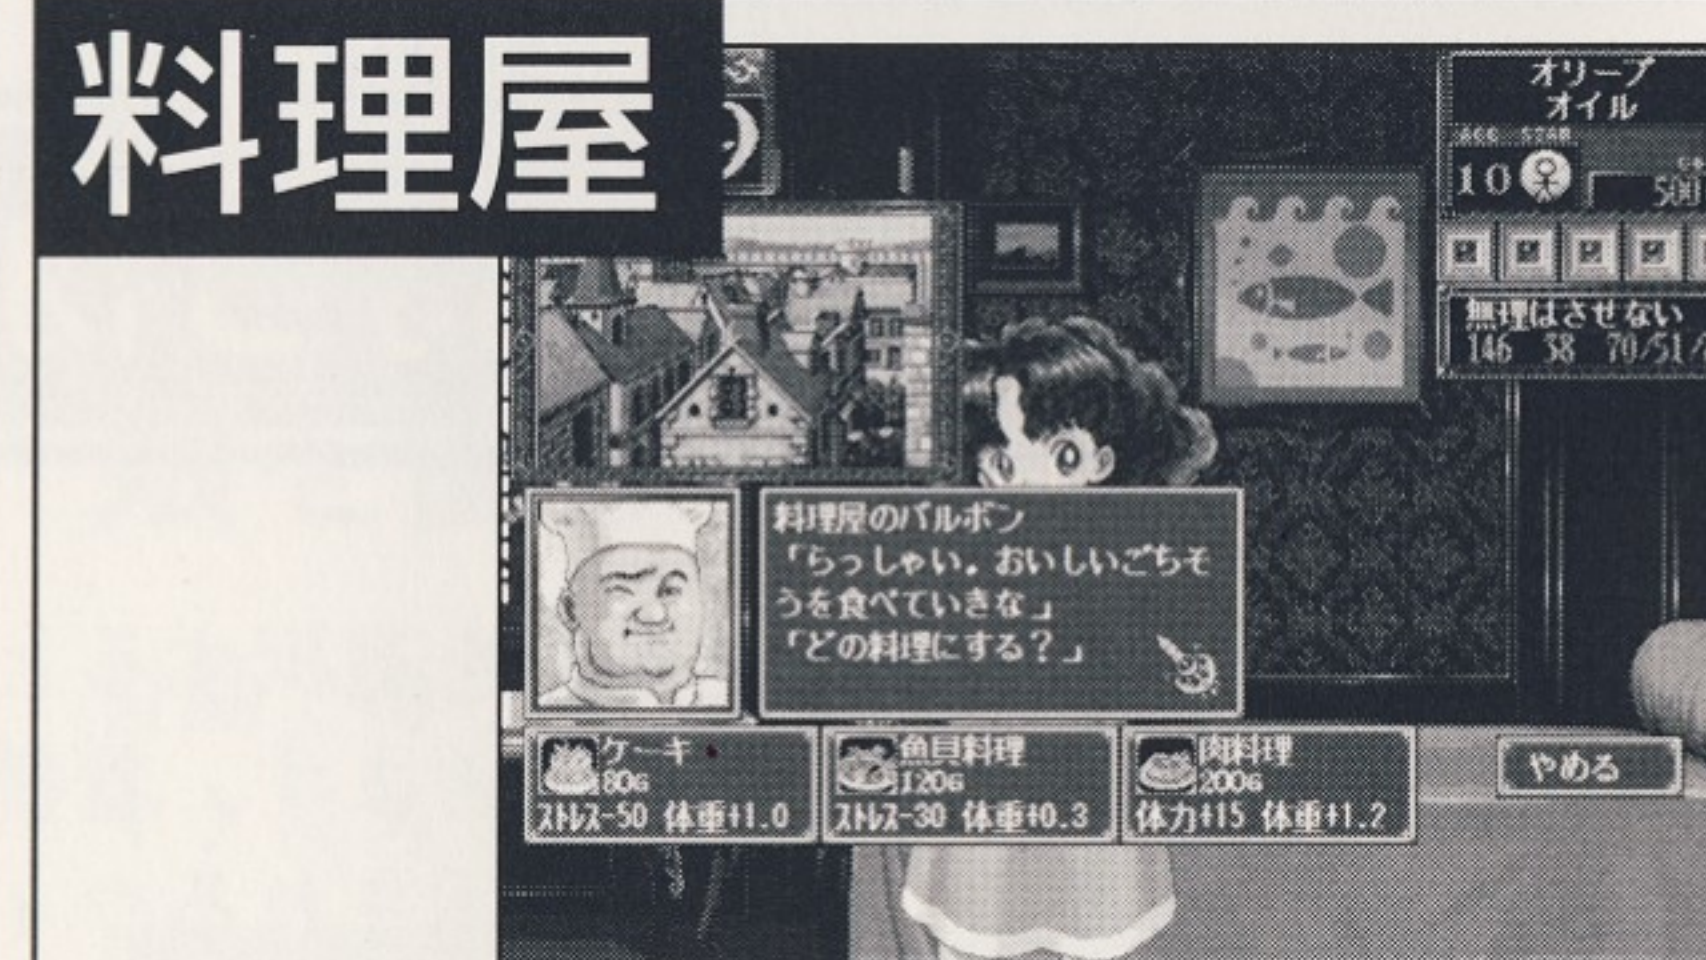 料理屋
オリーブ
オイル
10
500
無理はさせない
146 38 70/51/
料理屋のバルボン
「らっしゃい。おいしいごちそ
うを食べていきな」
「どの料理にする？」
ケーキ
80G
ストレス-50 体重+1.0
魚貝料理
120G
ストレス-30 体重+0.3
肉料理
200G
体力+15 体重+1.2
やめる